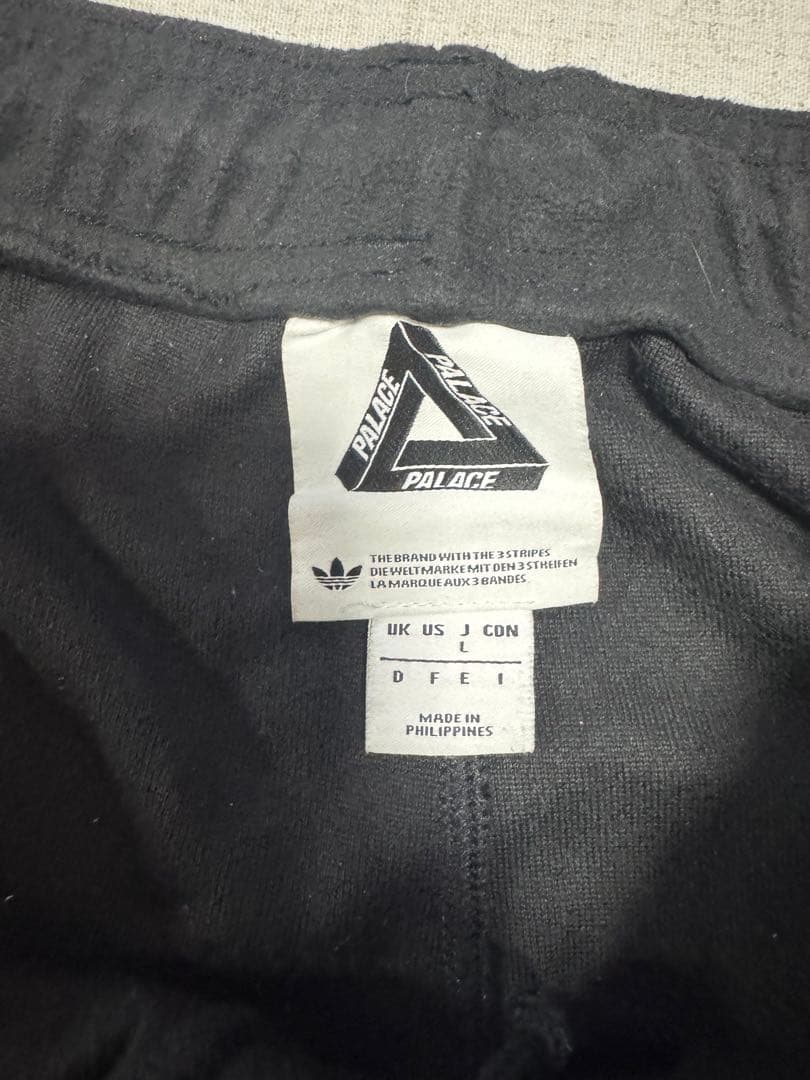 PALACE
PALACE
PALACE
THE BRAND WITH THE 3 STRIPES
DIE WELTMARKE MIT DEN 3 STREIFEN
LA MARQUE AUX 3 BANDES
UK US J CDN
L
D F E I
MADE IN
PHILIPPINES